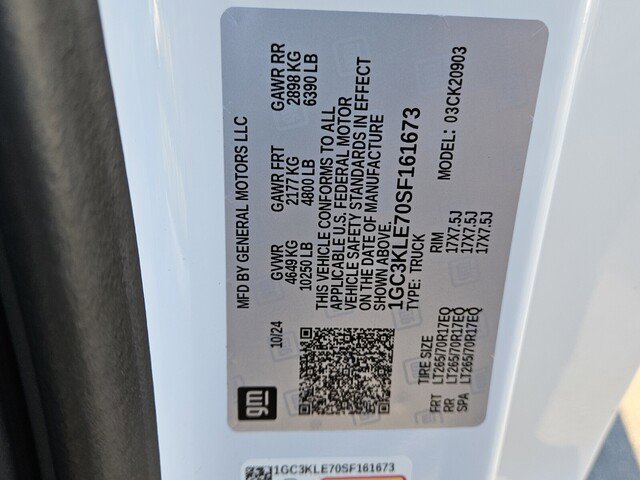 gm
MFD BY GENERAL MOTORS LLC
10/24 GVWR GAWR FRT GAWR RR
4649 KG 2177 KG 2898 KG
10250 LB 4800 LB 6390 LB
THIS VEHICLE CONFORMS TO ALL
APPLICABLE U.S. FEDERAL MOTOR
VEHICLE SAFETY STANDARDS IN EFFECT
ON THE DATE OF MANUFACTURE
SHOWN ABOVE.
1GC3KLE70SF161673
TYPE: TRUCK
MODEL: 03CK20903
TIRE SIZE RIM
FRT LT265/70R17EQ 17X7.5J
RR LT265/70R17EQ 17X7.5J
SPA LT265/70R17EQ 17X7.5J
1GC3KLE70SF161673